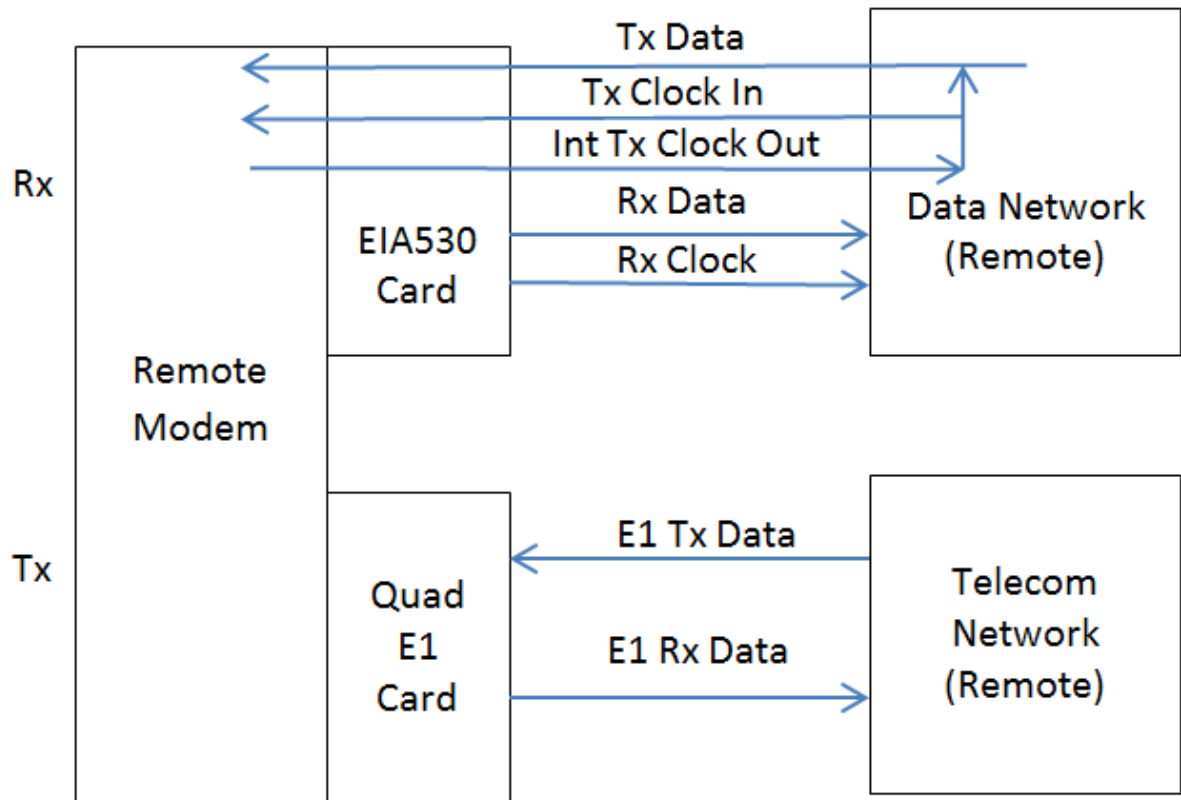 Tx Data
Tx Clock In
Int Tx Clock Out
Rx
Rx Data
Rx Clock
EIA530
Card
Data Network
(Remote)
Remote
Modem
Tx
E1 Tx Data
E1 Rx Data
Quad
E1
Card
Telecom
Network
(Remote)